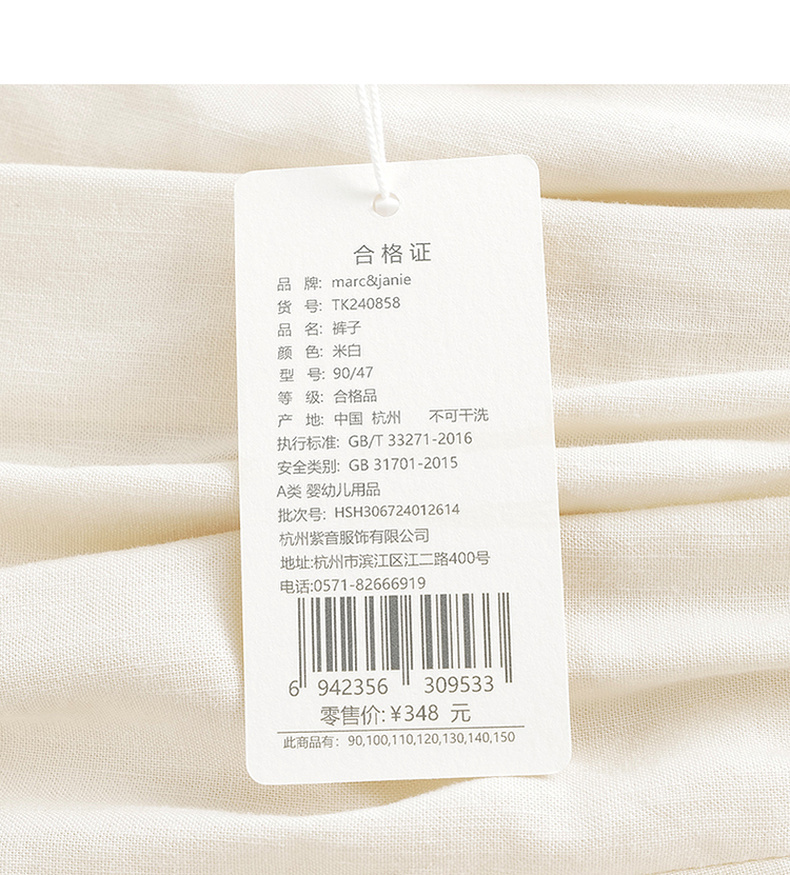 合格证
品 牌: marc&janie
货 号: TK240858
品 名: 裤子
颜 色: 米白
型 号: 90/47
等 级: 合格品
产 地: 中国 杭州 不可干洗
执行标准: GB/T 33271-2016
安全类别: GB 31701-2015
A类 婴幼儿用品
批次号: HSH306724012614
杭州紫音服饰有限公司
地址:杭州市滨江区江二路400号
电话:0571-82666919
6 942356 309533
零售价:¥348 元
此商品有: 90,100,110,120,130,140,150